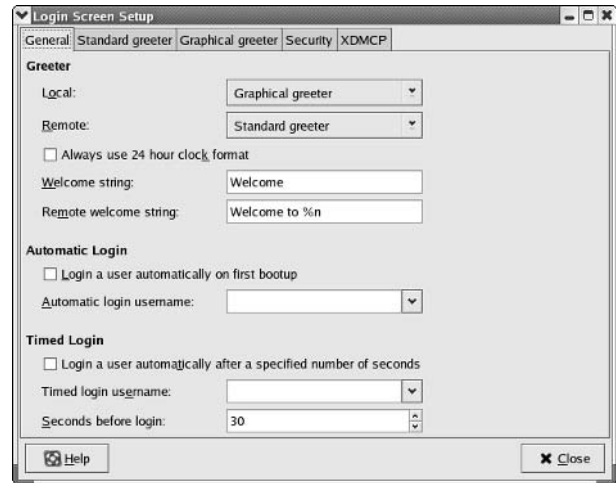 Login Screen Setup
General Standard greeter Graphical greeter Security XDMCP
Greeter
Local: Graphical greeter
Remote: Standard greeter
Always use 24 hour clock format
Welcome string: Welcome
Remote welcome string: Welcome to %n
Automatic Login
Login a user automatically on first bootup
Automatic login username:
Timed Login
Login a user automatically after a specified number of seconds
Timed login username:
Seconds before login: 30
Help Close